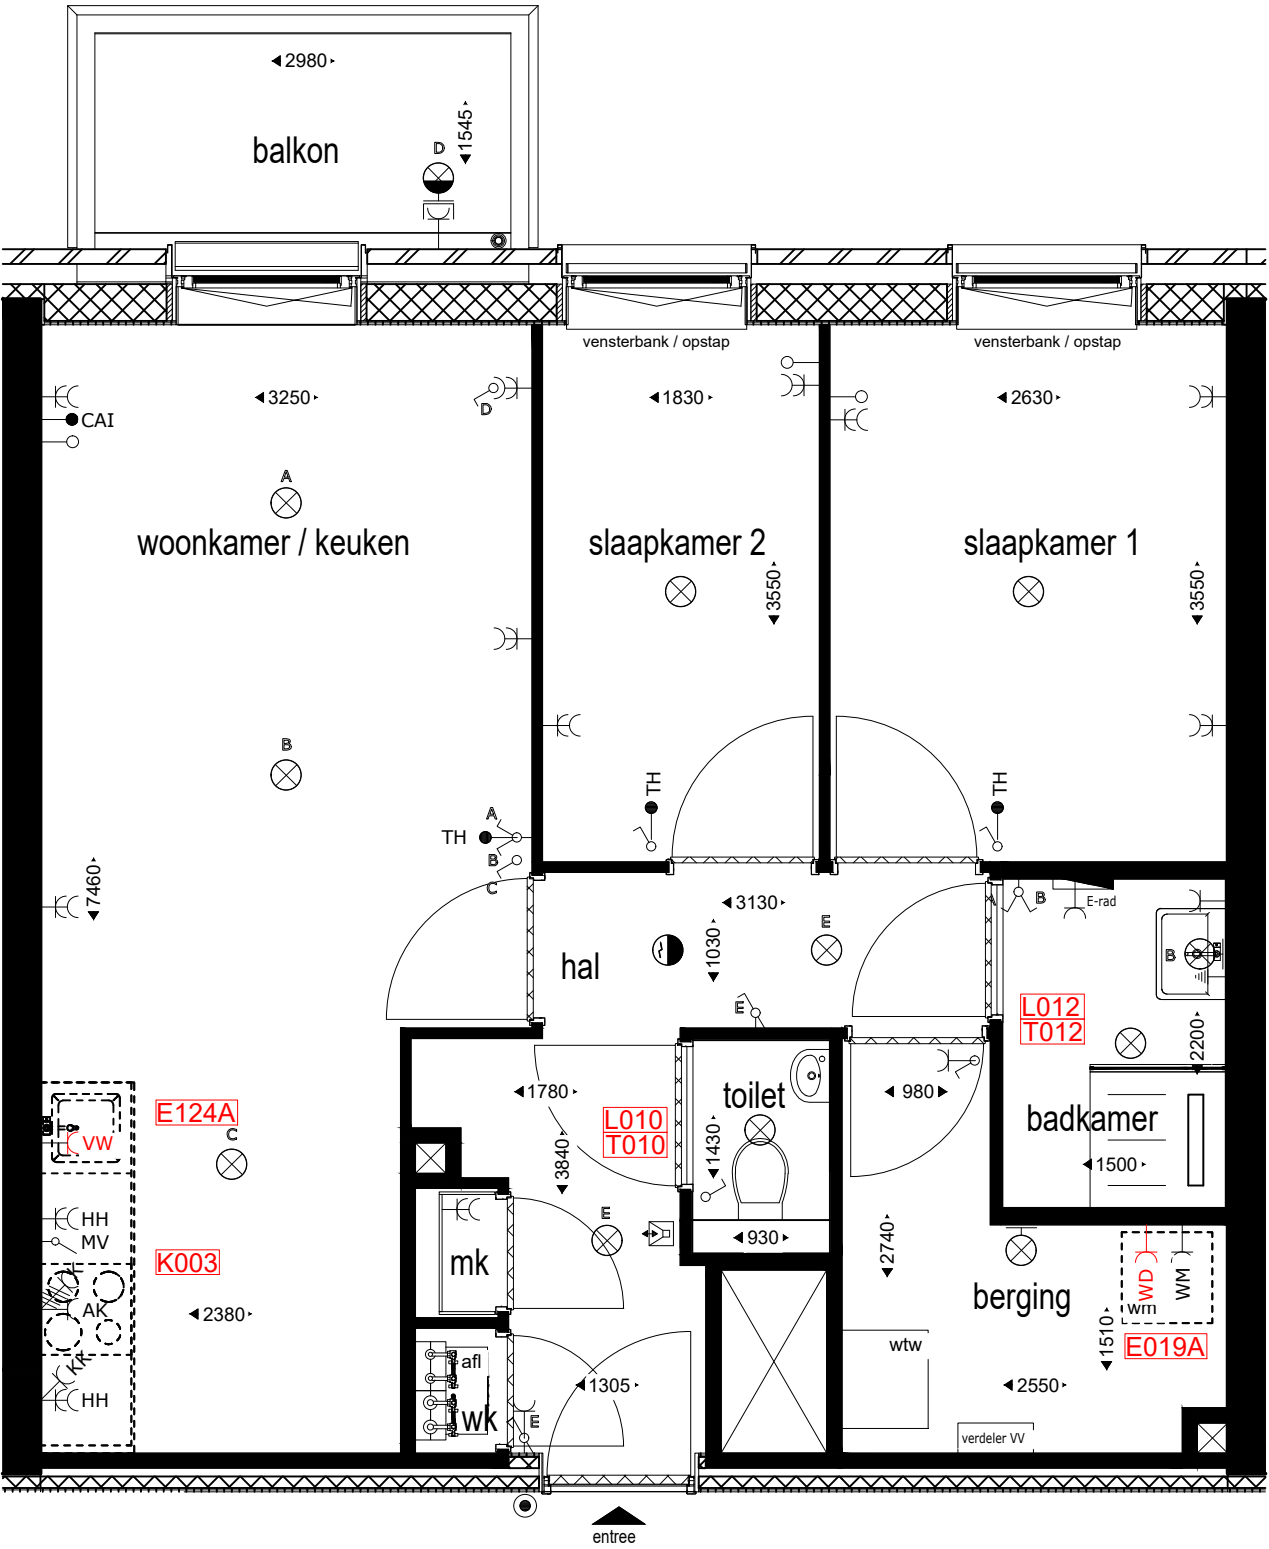 2980
1545
balkon
D
vensterbank / opstap
vensterbank / opstap
3250
1830
2630
D
CAI
A
woonkamer / keuken
slaapkamer 2
slaapkamer 1
3550
3550
B
TH
TH
A
TH
B
C
7460
3130
E
1030
hal
E
A
B
E-rad
B
L012
T012
2200
E124A
VW
C
1780
L010
T010
3840
toilet
1430
980
badkamer
1500
HH
MV
K003
AK
2380
KK
HH
mk
E
930
2740
berging
WD
WM
wm
E019A
1510
afl
wk
1305
E
wtw
2550
verdeler VV
entree